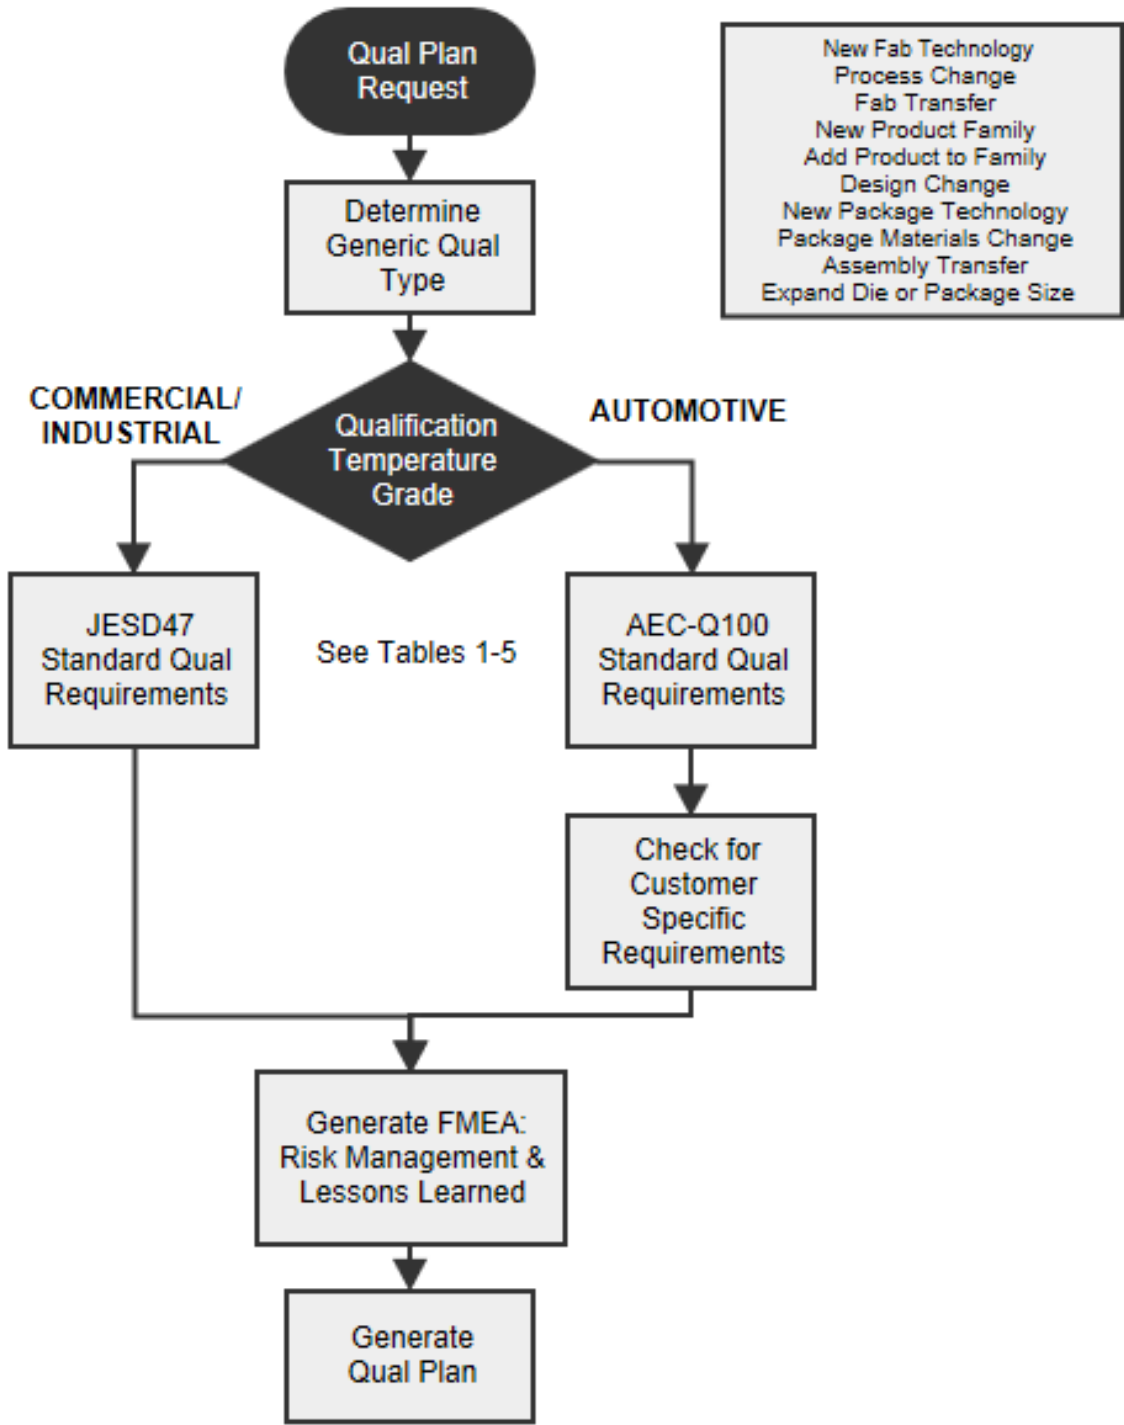 Qual Plan
Request
New Fab Technology
Process Change
Fab Transfer
New Product Family
Add Product to Family
Design Change
New Package Technology
Package Materials Change
Assembly Transfer
Expand Die or Package Size
Determine
Generic Qual
Type
COMMERCIAL/
INDUSTRIAL
Qualification
Temperature
Grade
AUTOMOTIVE
JESD47
Standard Qual
Requirements
See Tables 1-5
AEC-Q100
Standard Qual
Requirements
Check for
Customer
Specific
Requirements
Generate FMEA:
Risk Management &
Lessons Learned
Generate
Qual Plan